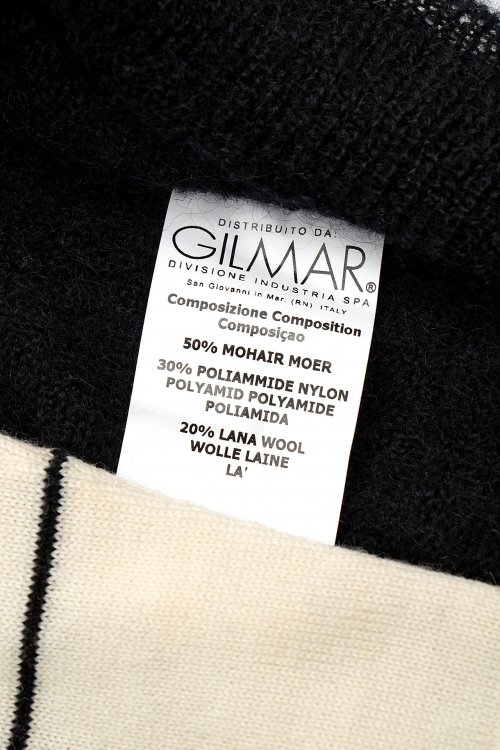 DISTRIBUITO DA:
GILMAR®
DIVISIONE INDUSTRIA SPA
San Giovanni in Mar. (RN) ITALY
Composizione Composition
Composiçao
50% MOHAIR MOER
30% POLIAMMIDE NYLON
POLYAMID POLYAMIDE
POLIAMIDA
20% LANA WOOL
WOLLE LAINE
LA'